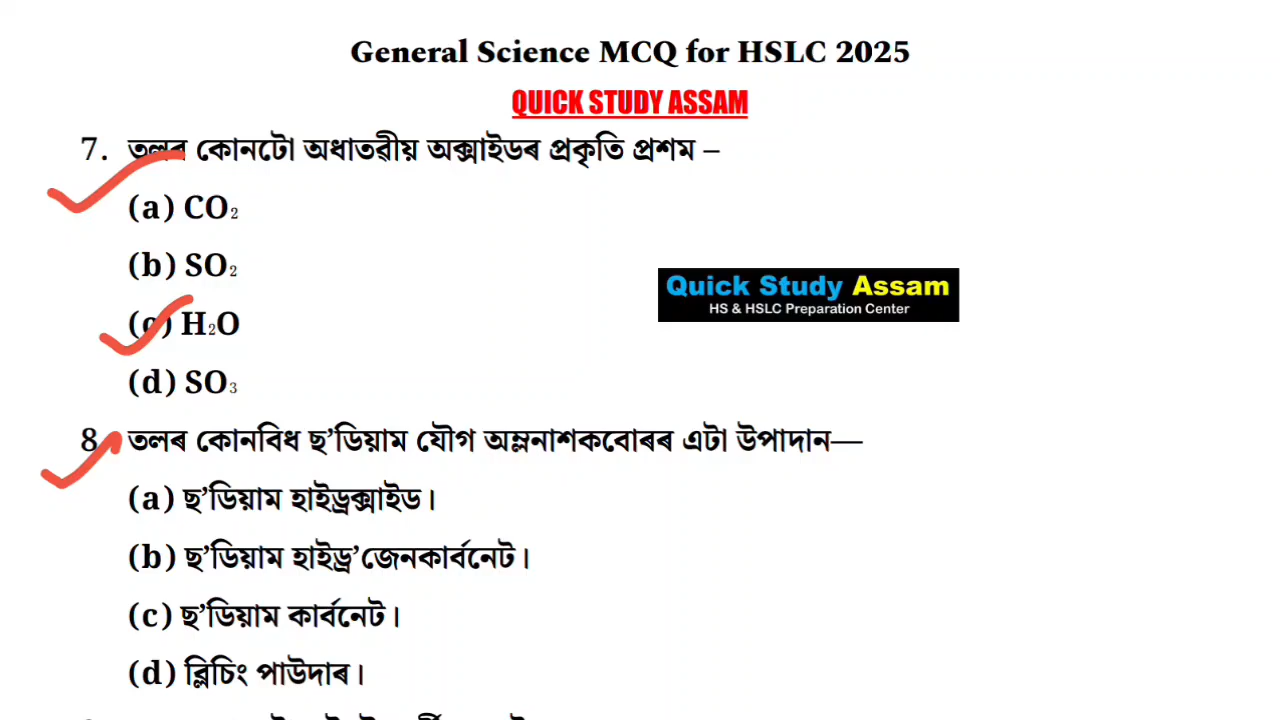 General Science MCQ for HSLC 2025
QUICK STUDY ASSAM
7. তলৰ কোনটো অধাতৱীয় অক্সাইডৰ প্ৰকৃতি প্ৰশম –
(a) CO₂
(b) SO₂
Quick Study Assam
HS & HSLC Preparation Center
(c) H₂O
(d) SO₃
8. তলৰ কোনবিধ ছ’ডিয়াম যৌগ অম্লনাশকবোৰৰ এটা উপাদান—
(a) ছ’ডিয়াম হাইড্ৰক্সাইড।
(b) ছ’ডিয়াম হাইড্ৰ’জেনকাৰ্বনেট।
(c) ছ’ডিয়াম কাৰ্বনেট।
(d) ব্লিচিং পাউদাৰ।